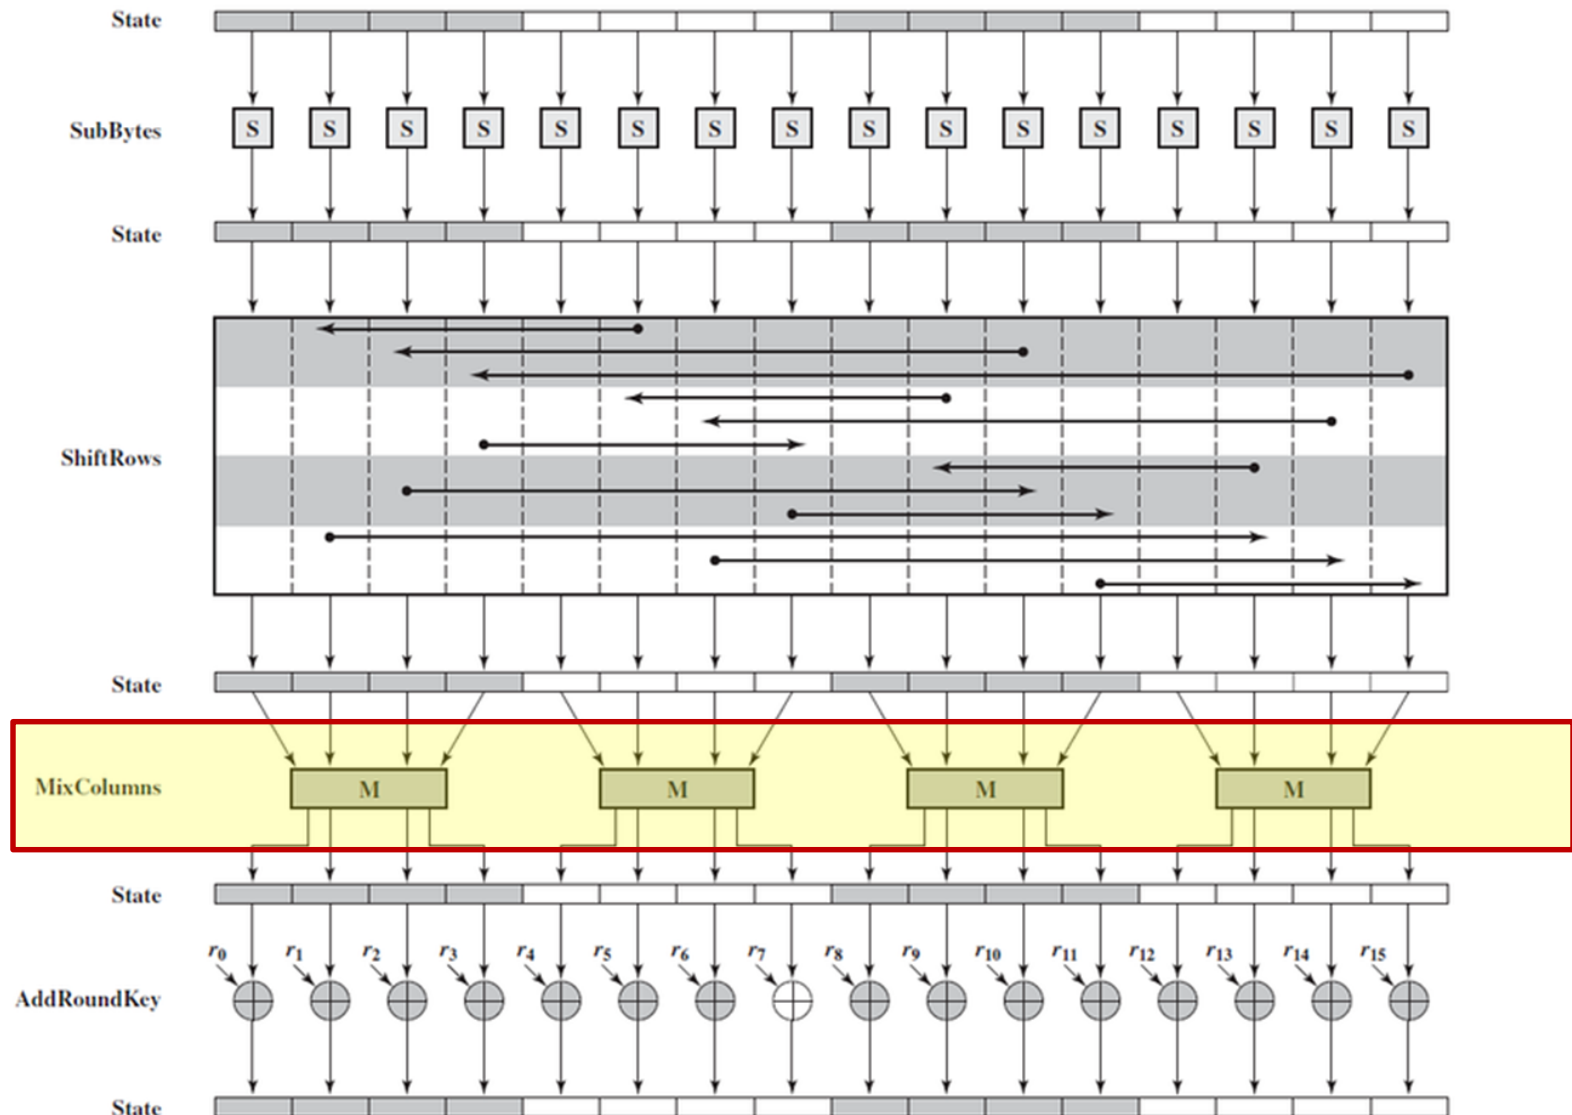 State
SubBytes
S S S S S S S S S S S S S S S S
State
ShiftRows
State
MixColumns
M M M M
State
r0 r1 r2 r3 r4 r5 r6 r7 r8 r9 r10 r11 r12 r13 r14 r15
AddRoundKey
State